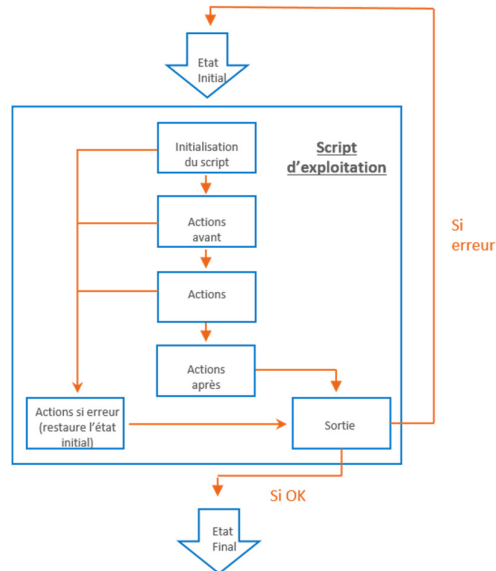 Etat
Initial
Script
d'exploitation
Initialisation
du script
Actions
avant
Actions
Actions
après
Actions si erreur
(restaure l'état
initial)
Sortie
Si
erreur
Si OK
Etat
Final